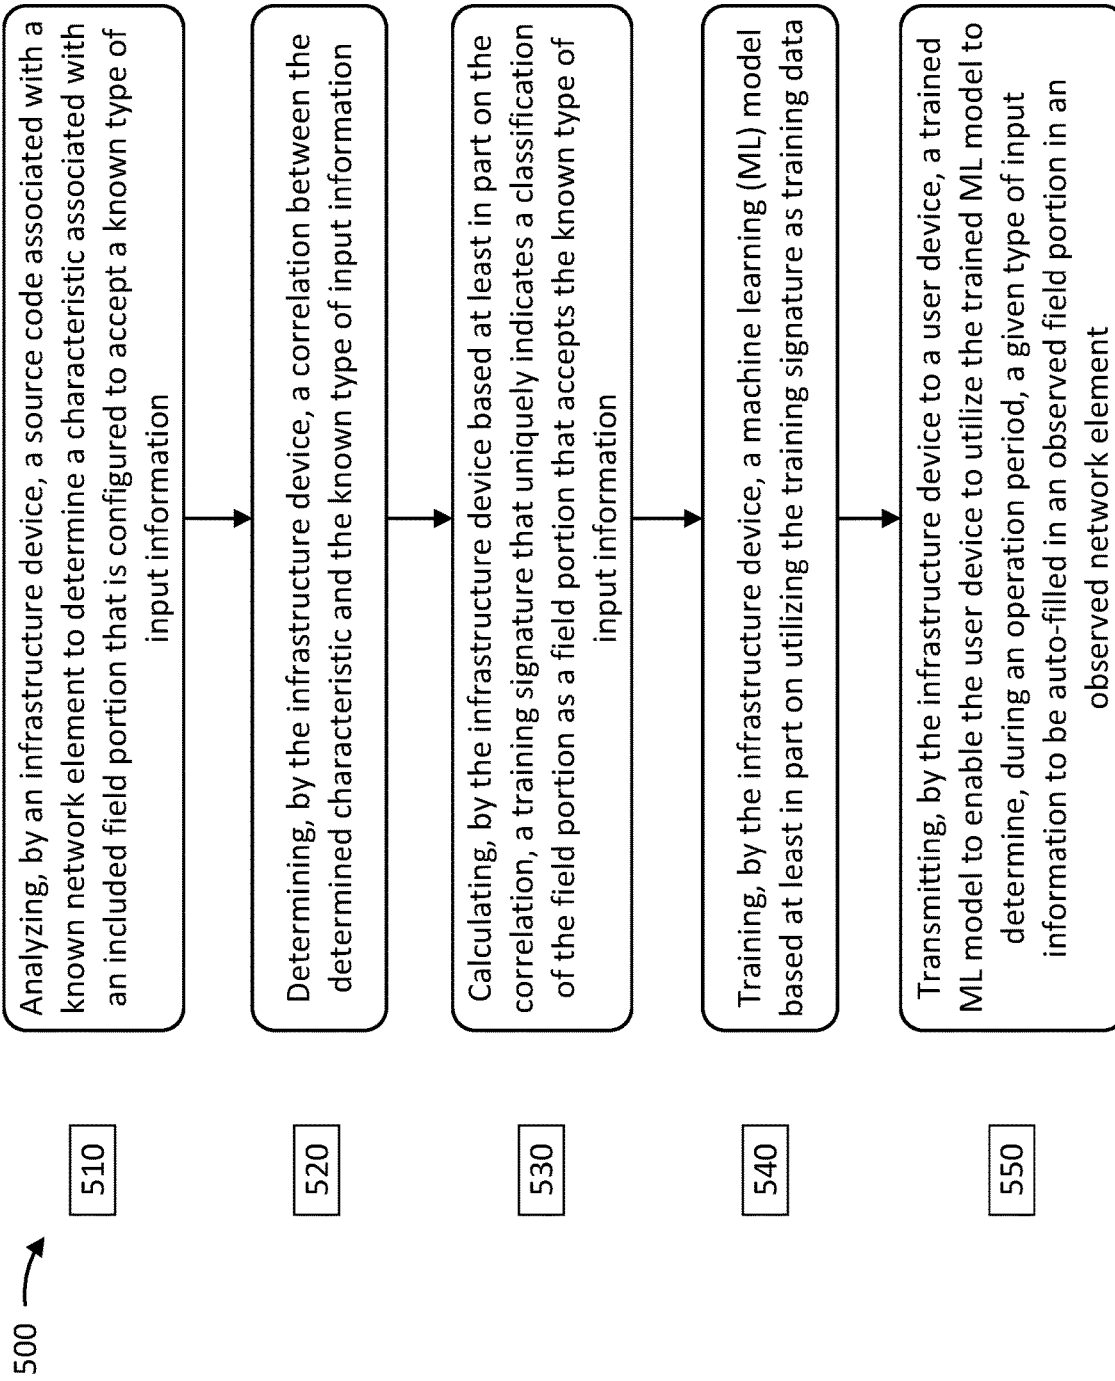 500
510
Analyzing, by an infrastructure device, a source code associated with a
known network element to determine a characteristic associated with
an included field portion that is configured to accept a known type of
input information
520
Determining, by the infrastructure device, a correlation between the
determined characteristic and the known type of input information
530
Calculating, by the infrastructure device based at least in part on the
correlation, a training signature that uniquely indicates a classification
of the field portion as a field portion that accepts the known type of
input information
540
Training, by the infrastructure device, a machine learning (ML) model
based at least in part on utilizing the training signature as training data
550
Transmitting, by the infrastructure device to a user device, a trained
ML model to enable the user device to utilize the trained ML model to
determine, during an operation period, a given type of input
information to be auto-filled in an observed field portion in an
observed network element